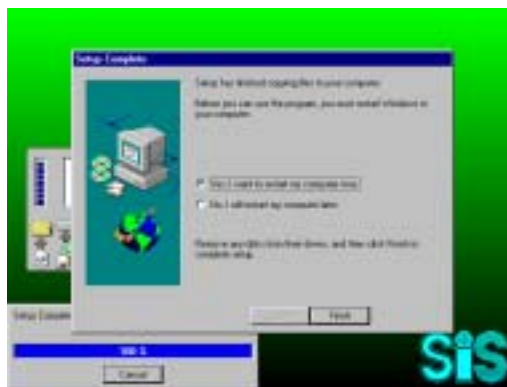 Setup Complete
Setup has finished copying files to your computer.
Before you can use the program, you must restart Windows or
your computer.
Yes, I want to restart my computer now.
No, I will restart my computer later.
Remove any disks from their drives, and then click Finish to
complete setup.
Finish
Setup Complete
100 %
Cancel
SiS